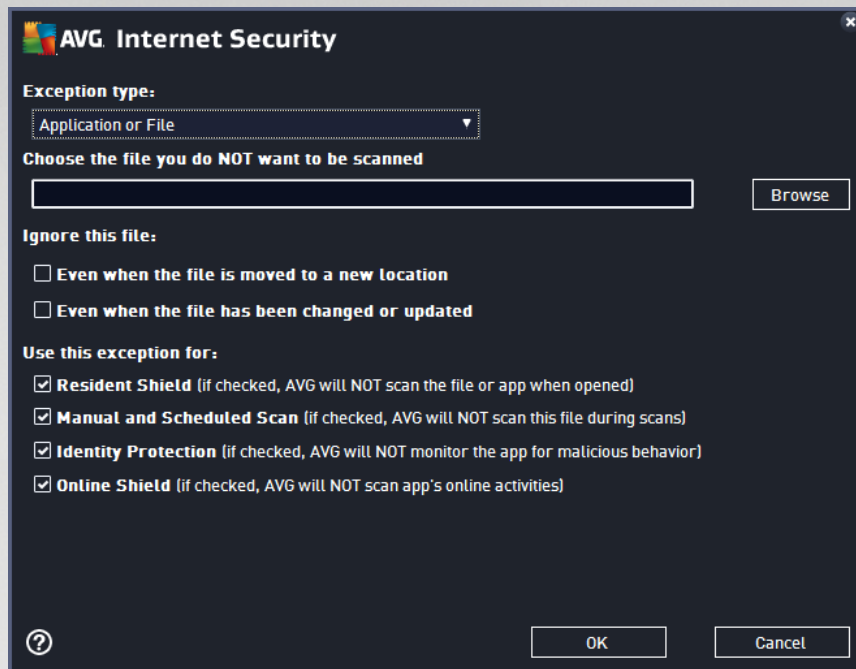 AVG. Internet Security
Exception type:
Application or File
Choose the file you do NOT want to be scanned
Browse
Ignore this file:
Even when the file is moved to a new location
Even when the file has been changed or updated
Use this exception for:
Resident Shield (if checked, AVG will NOT scan the file or app when opened)
Manual and Scheduled Scan (if checked, AVG will NOT scan this file during scans)
Identity Protection (if checked, AVG will NOT monitor the app for malicious behavior)
Online Shield (if checked, AVG will NOT scan app's online activities)
? OK Cancel